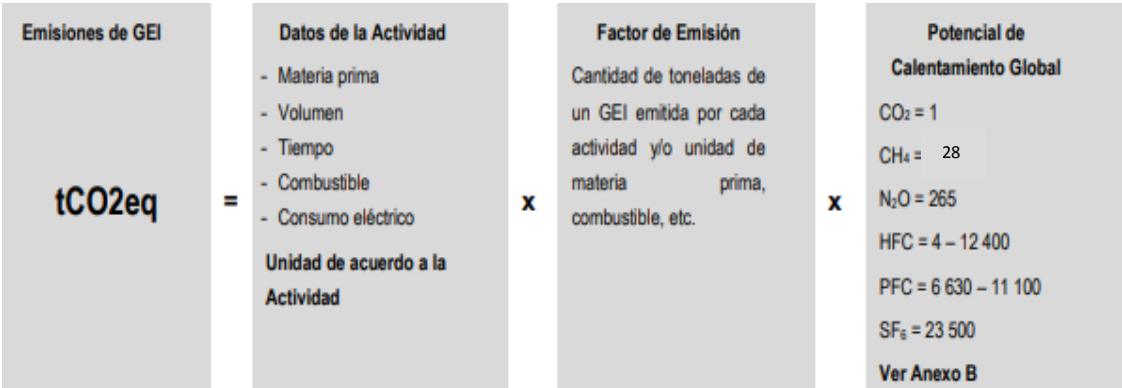 Emisiones de GEI
tCO2eq
=
Datos de la Actividad
- Materia prima
- Volumen
- Tiempo
- Combustible
- Consumo eléctrico
Unidad de acuerdo a la
Actividad
x
Factor de Emisión
Cantidad de toneladas de
un GEI emitida por cada
actividad y/o unidad de
materia prima,
combustible, etc.
x
Potencial de
Calentamiento Global
CO₂ = 1
CH₄ = 28
N₂O = 265
HFC = 4 – 12 400
PFC = 6 630 – 11 100
SF₆ = 23 500
Ver Anexo B